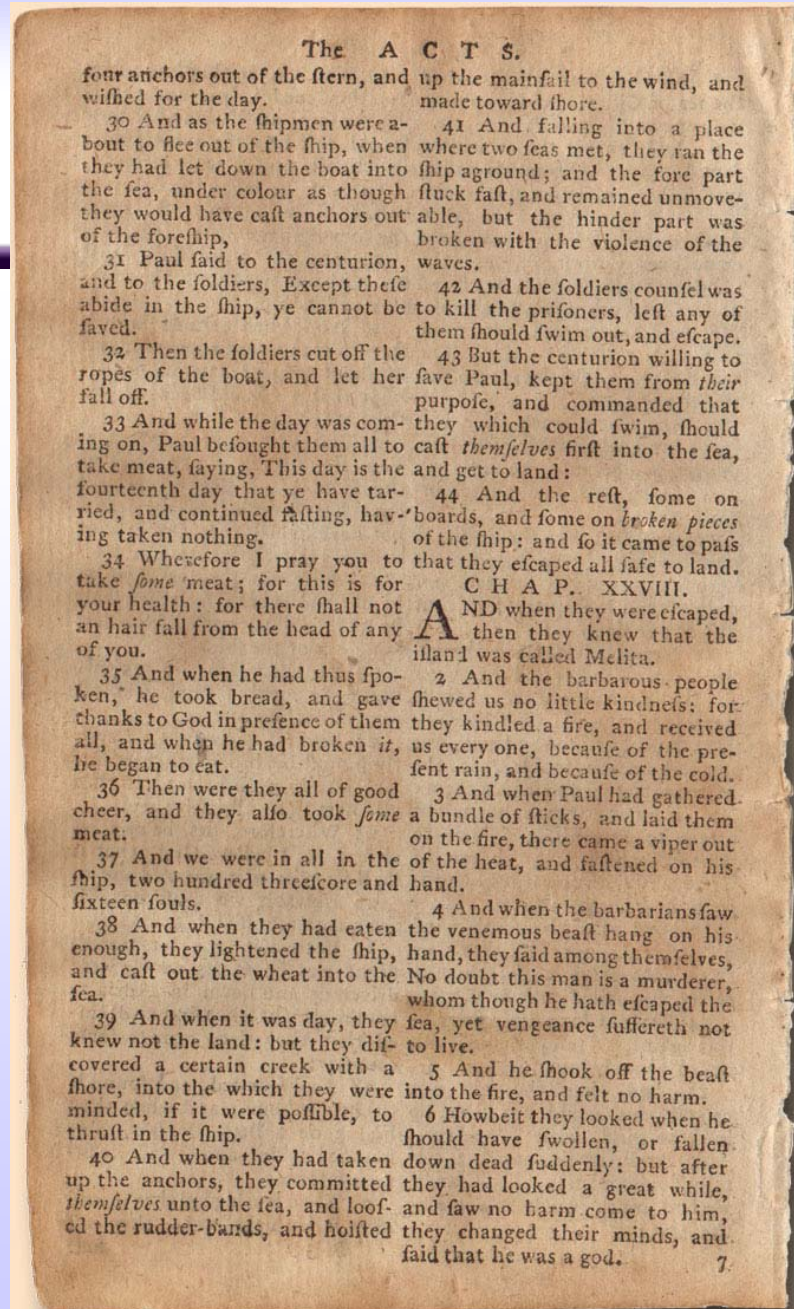 The ACTS.
four anchors out of the ſtern, and
wiſhed for the day.
30 And as the ſhipmen were a-
bout to flee out of the ſhip, when
they had let down the boat into
the ſea, under colour as though
they would have caſt anchors out
of the foreſhip,
31 Paul ſaid to the centurion,
and to the ſoldiers, Except theſe
abide in the ſhip, ye cannot be
ſaved.
32 Then the ſoldiers cut off the
ropes of the boat, and let her
fall off.
33 And while the day was com-
ing on, Paul beſought them all to
take meat, ſaying, This day is the
fourteenth day that ye have tar-
ried, and continued faſting, hav-
ing taken nothing.
34 Wherefore I pray you to
take ſome meat; for this is for
your health: for there ſhall not
an hair fall from the head of any
of you.
35 And when he had thus ſpo-
ken, he took bread, and gave
thanks to God in preſence of them
all, and when he had broken it,
he began to eat.
36 Then were they all of good
cheer, and they alſo took ſome
meat.
37 And we were in all in the
ſhip, two hundred threeſcore and
ſixteen ſouls.
38 And when they had eaten
enough, they lightened the ſhip,
and caſt out the wheat into the
ſea.
39 And when it was day, they
knew not the land: but they diſ-
covered a certain creek with a
ſhore, into the which they were
minded, if it were poſſible, to
thruſt in the ſhip.
40 And when they had taken
up the anchors, they committed
themſelves unto the ſea, and looſ-
ed the rudder-bands, and hoiſted
up the mainſail to the wind, and
made toward ſhore.
41 And falling into a place
where two ſeas met, they ran the
ſhip aground; and the fore part
ſtuck faſt, and remained unmove-
able, but the hinder part was
broken with the violence of the
waves.
42 And the ſoldiers counſel was
to kill the priſoners, leſt any of
them ſhould ſwim out, and eſcape.
43 But the centurion willing to
ſave Paul, kept them from their
purpoſe, and commanded that
they which could ſwim, ſhould
caſt themſelves firſt into the ſea,
and get to land:
44 And the reſt, ſome on
boards, and ſome on broken pieces
of the ſhip: and ſo it came to paſs
that they eſcaped all ſafe to land.
CHAP. XXVIII.
AND when they were eſcaped,
then they knew that the
iſland was called Melita.
2 And the barbarous people
ſhewed us no little kindneſs: for
they kindled a fire, and received
us every one, becauſe of the pre-
ſent rain, and becauſe of the cold.
3 And when Paul had gathered
a bundle of ſticks, and laid them
on the fire, there came a viper out
of the heat, and faſtened on his
hand.
4 And when the barbarians ſaw
the venemous beaſt hang on his
hand, they ſaid among themſelves,
No doubt this man is a murderer,
whom though he hath eſcaped the
ſea, yet vengeance ſuffereth not
to live.
5 And he ſhook off the beaſt
into the fire, and felt no harm.
6 Howbeit they looked when he
ſhould have ſwollen, or fallen
down dead ſuddenly: but after
they had looked a great while,
and ſaw no harm come to him,
they changed their minds, and
ſaid that he was a god.
7